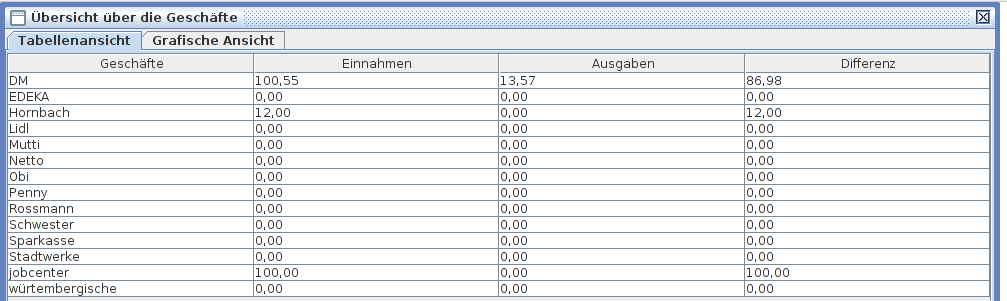 Übersicht über die Geschäfte
Tabellenansicht Grafische Ansicht
Geschäfte Einnahmen Ausgaben Differenz
DM 100,55 13,57 86,98
EDEKA 0,00 0,00 0,00
Hornbach 12,00 0,00 12,00
Lidl 0,00 0,00 0,00
Mutti 0,00 0,00 0,00
Netto 0,00 0,00 0,00
Obi 0,00 0,00 0,00
Penny 0,00 0,00 0,00
Rossmann 0,00 0,00 0,00
Schwester 0,00 0,00 0,00
Sparkasse 0,00 0,00 0,00
Stadtwerke 0,00 0,00 0,00
jobcenter 100,00 0,00 100,00
würtembergische 0,00 0,00 0,00